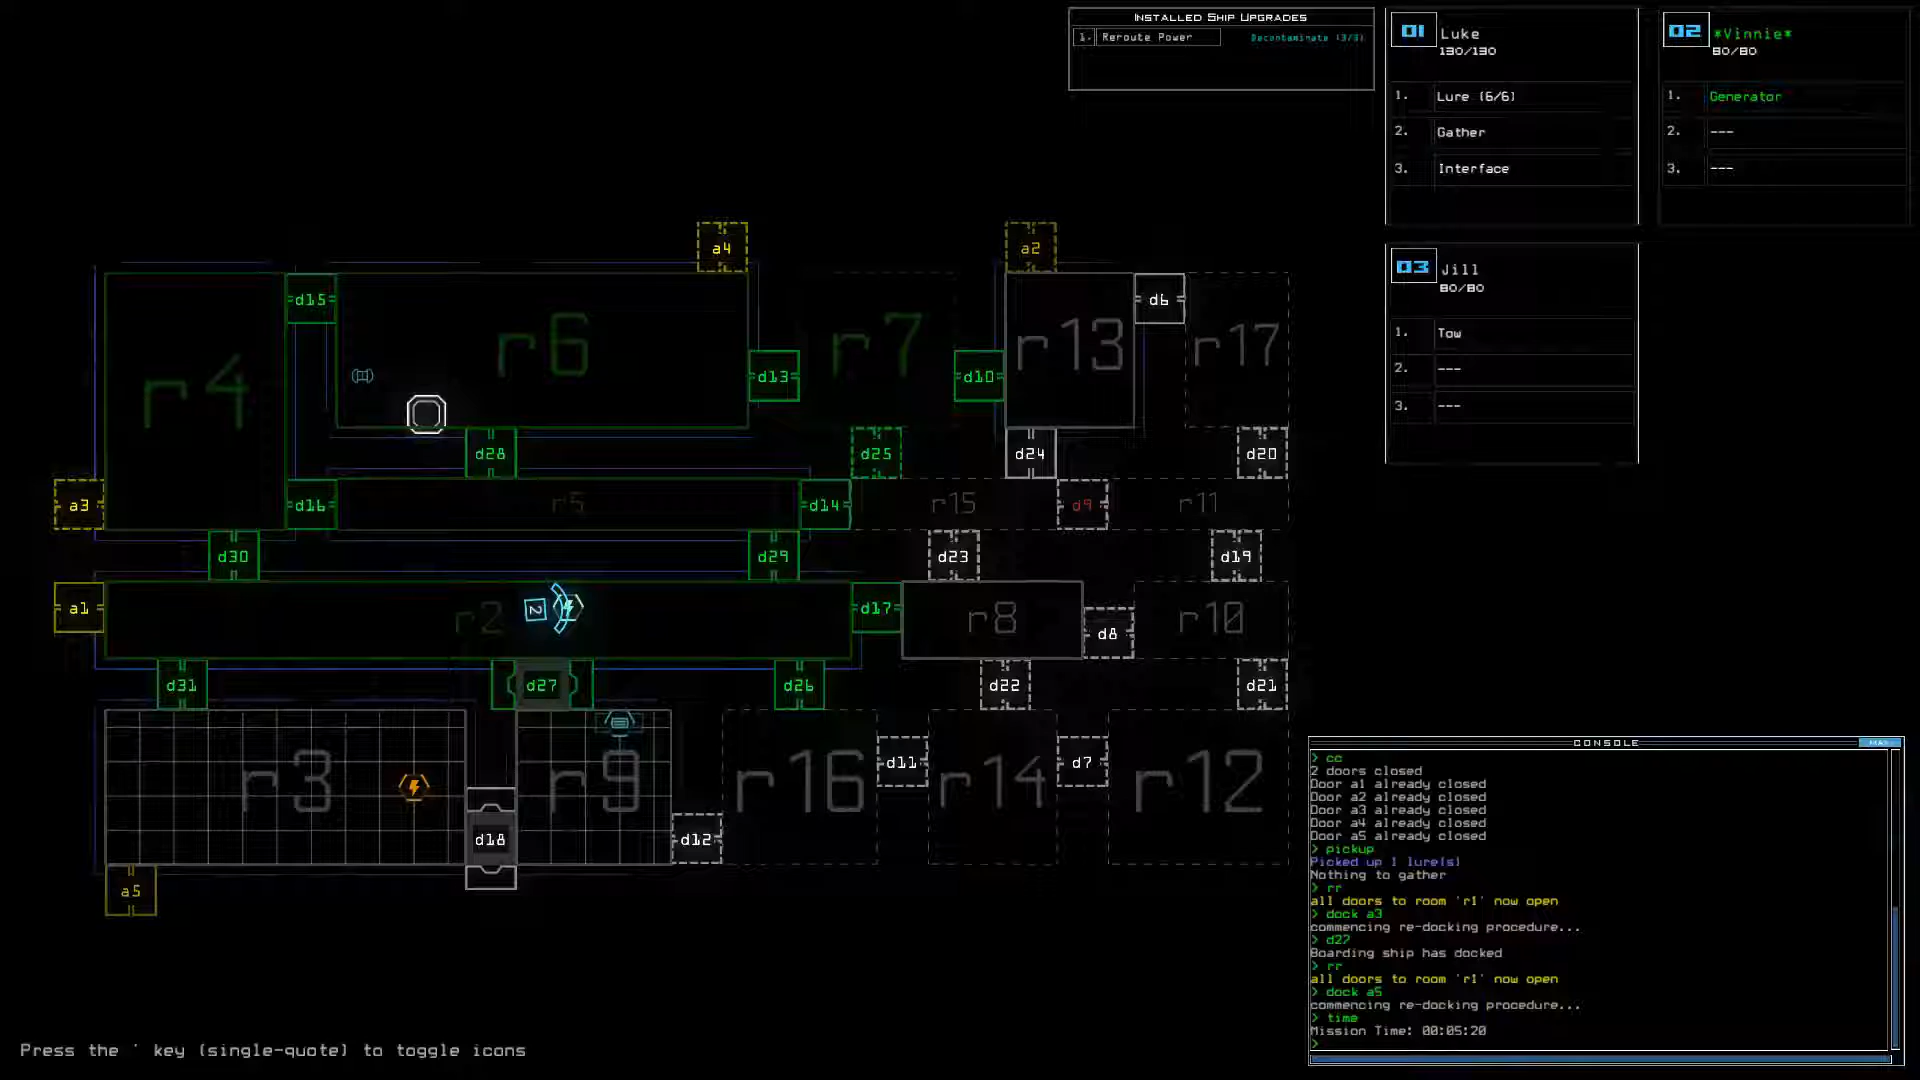 INSTALLED SHIP UPGRADES
1. Reroute Power Decontaminate (3/3)
01 Luke
130/130
1. Lure (6/6)
2. Gather
3. Interface
02 *Vinnie*
80/80
1. Generator
2. ---
3. ---
03 Jill
80/80
1. Tow
2. ---
3. ---
a4
a2
d15
r6
r7
r13
d6
r17
r4
d13
d10
d28
d25
d24
d20
a3
d16
r5
d14
r15
d9
r11
d30
d29
d23
d19
a1
r2
2
d17
r8
d8
r10
d31
d27
d26
d22
d21
r3
r9
r16
d11
r14
d7
r12
d18
d12
a5
CONSOLE
> cc
2 doors closed
Door a1 already closed
Door a2 already closed
Door a3 already closed
Door a4 already closed
Door a5 already closed
> pickup
Picked up 1 lure(s)
Nothing to gather
> rr
all doors to room 'r1' now open
> dock a3
commencing re-docking procedure...
> d27
Boarding ship has docked
> rr
all doors to room 'r1' now open
> dock a5
commencing re-docking procedure...
> time
Mission Time: 00:05:20
>
Press the ' key (single-quote) to toggle icons